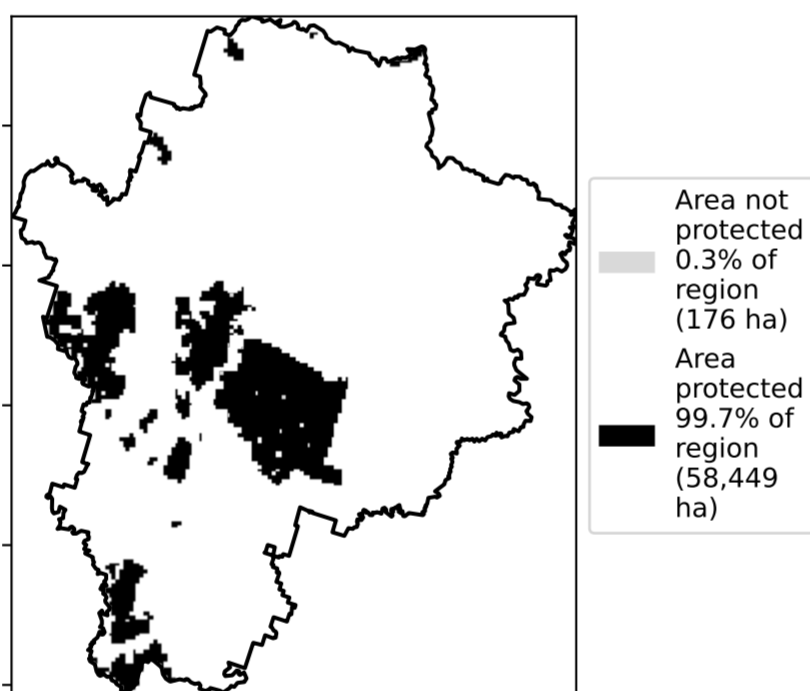 Area not
protected
0.3% of
region
(176 ha)
Area
protected
99.7% of
region
(58,449
ha)